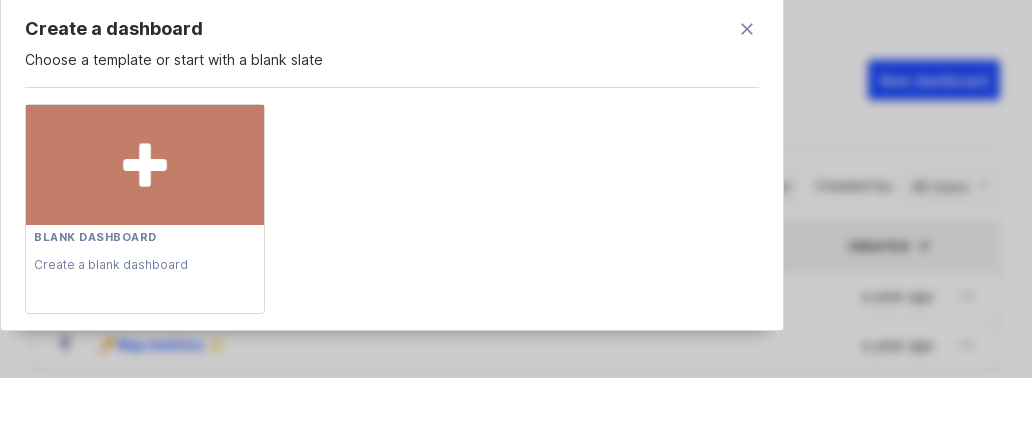 Create a dashboard
Choose a template or start with a blank slate
New dashboard
Created by:
All users
CREATED
BLANK DASHBOARD
a year ago
Create a blank dashboard
Key metrics
a year ago